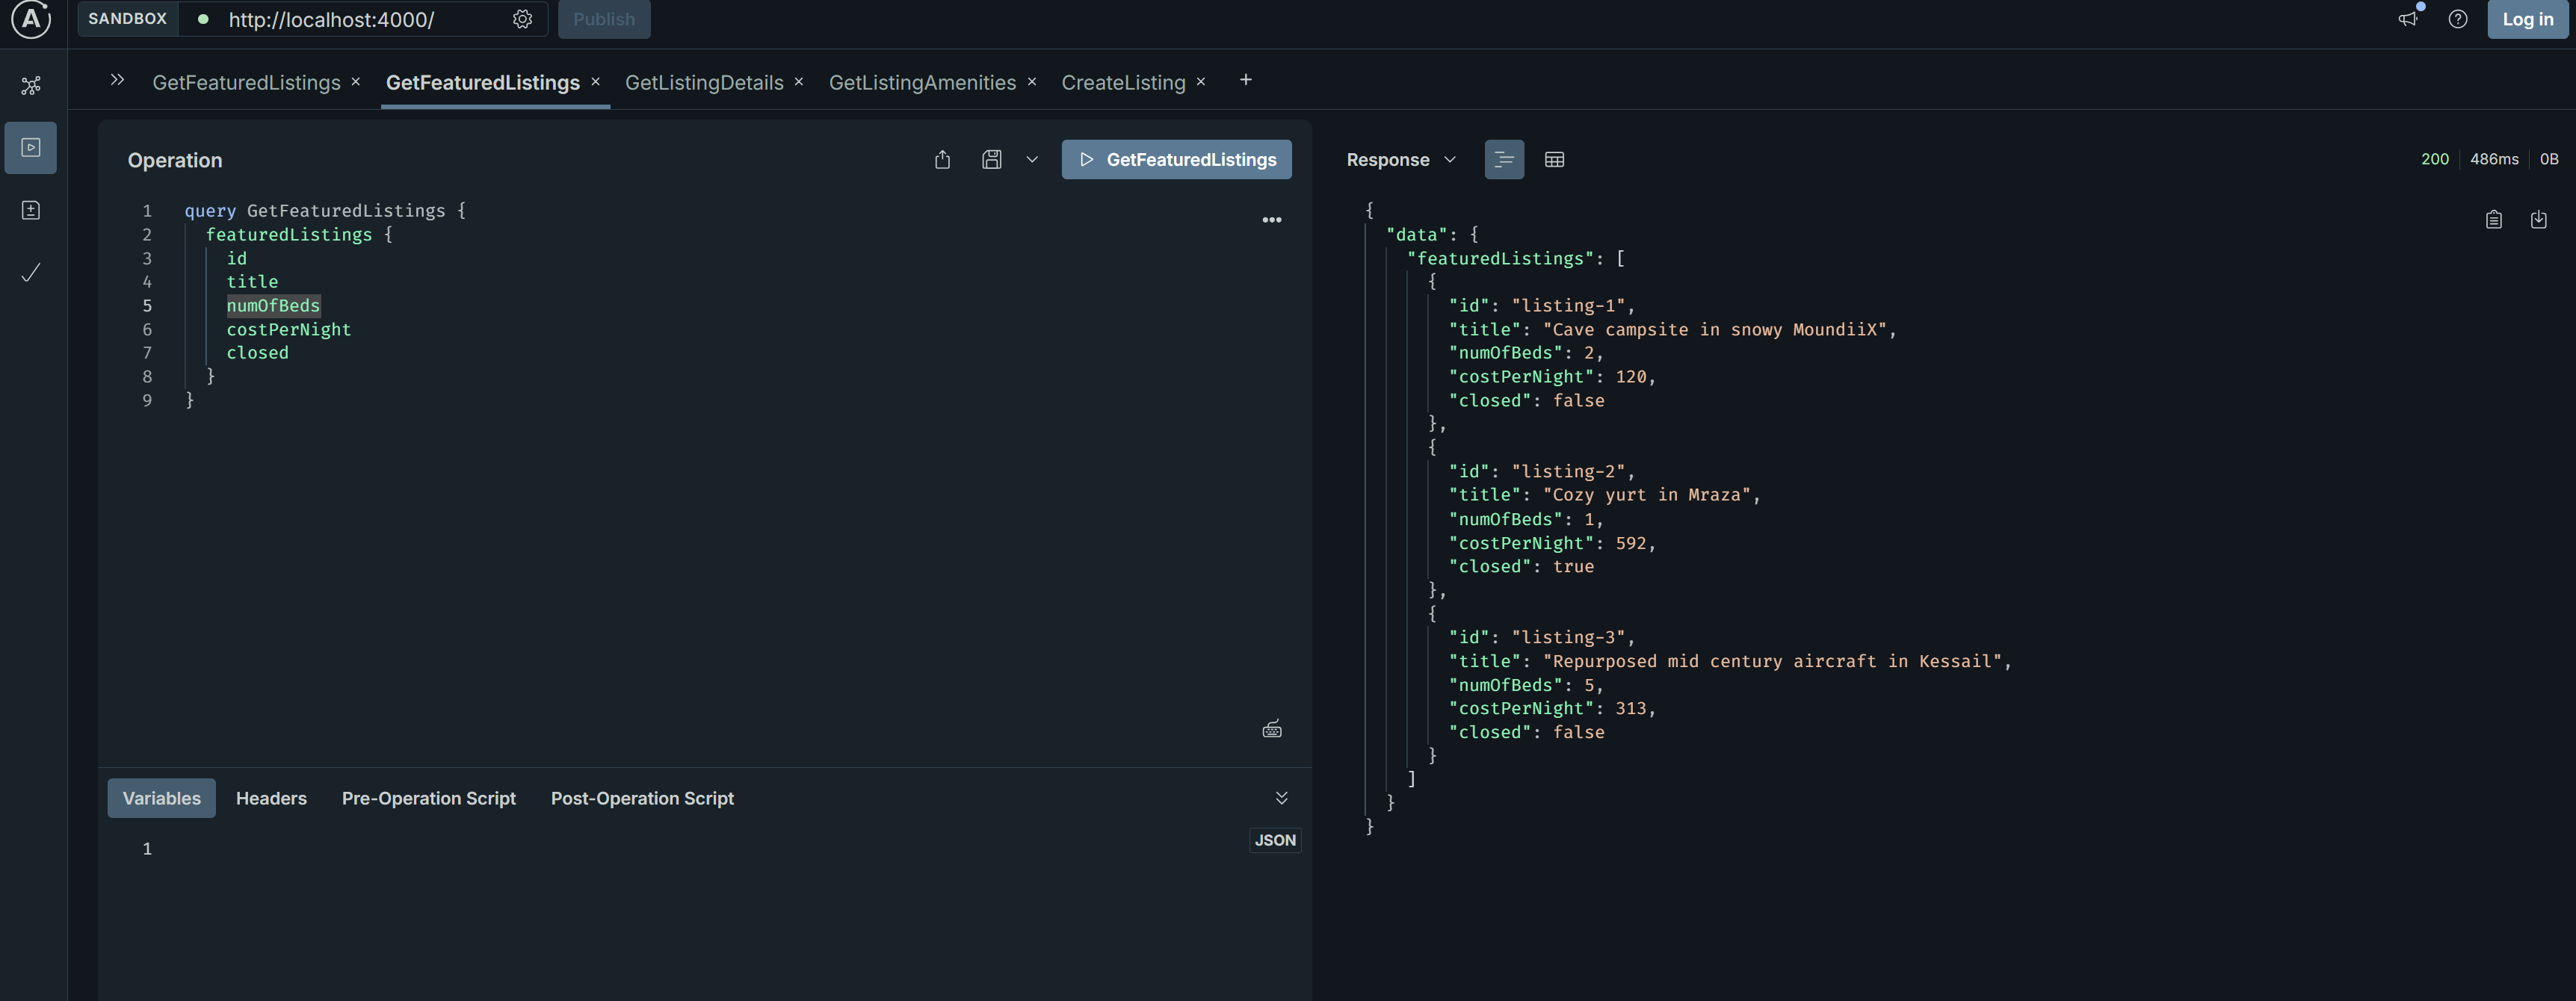 SANDBOX http://localhost:4000/ Publish Log in
GetFeaturedListings × GetFeaturedListings × GetListingDetails × GetListingAmenities × CreateListing × +
Operation GetFeaturedListings
1 query GetFeaturedListings {
2 featuredListings {
3 id
4 title
5 numOfBeds
6 costPerNight
7 closed
8 }
9 }
Variables Headers Pre-Operation Script Post-Operation Script
JSON
1
Response 200 486ms 0B
{
"data": {
"featuredListings": [
{
"id": "listing-1",
"title": "Cave campsite in snowy MoundiiX",
"numOfBeds": 2,
"costPerNight": 120,
"closed": false
},
{
"id": "listing-2",
"title": "Cozy yurt in Mraza",
"numOfBeds": 1,
"costPerNight": 592,
"closed": true
},
{
"id": "listing-3",
"title": "Repurposed mid century aircraft in Kessail",
"numOfBeds": 5,
"costPerNight": 313,
"closed": false
}
]
}
}